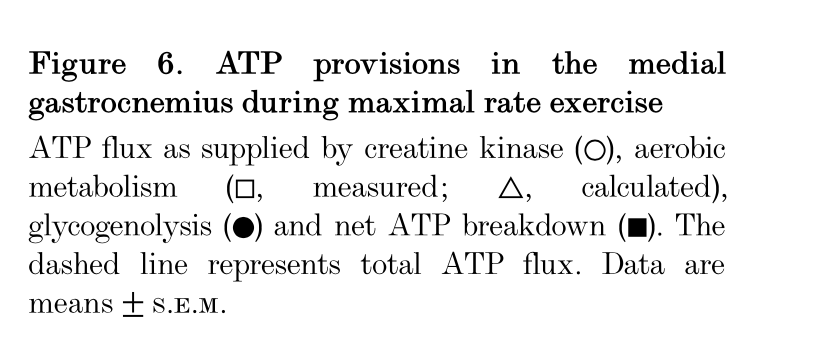 Figure 6. ATP provisions in the medial
gastrocnemius during maximal rate exercise
ATP flux as supplied by creatine kinase (○), aerobic
metabolism (□, measured; △, calculated),
glycogenolysis (●) and net ATP breakdown (■). The
dashed line represents total ATP flux. Data are
means ± S.E.M.